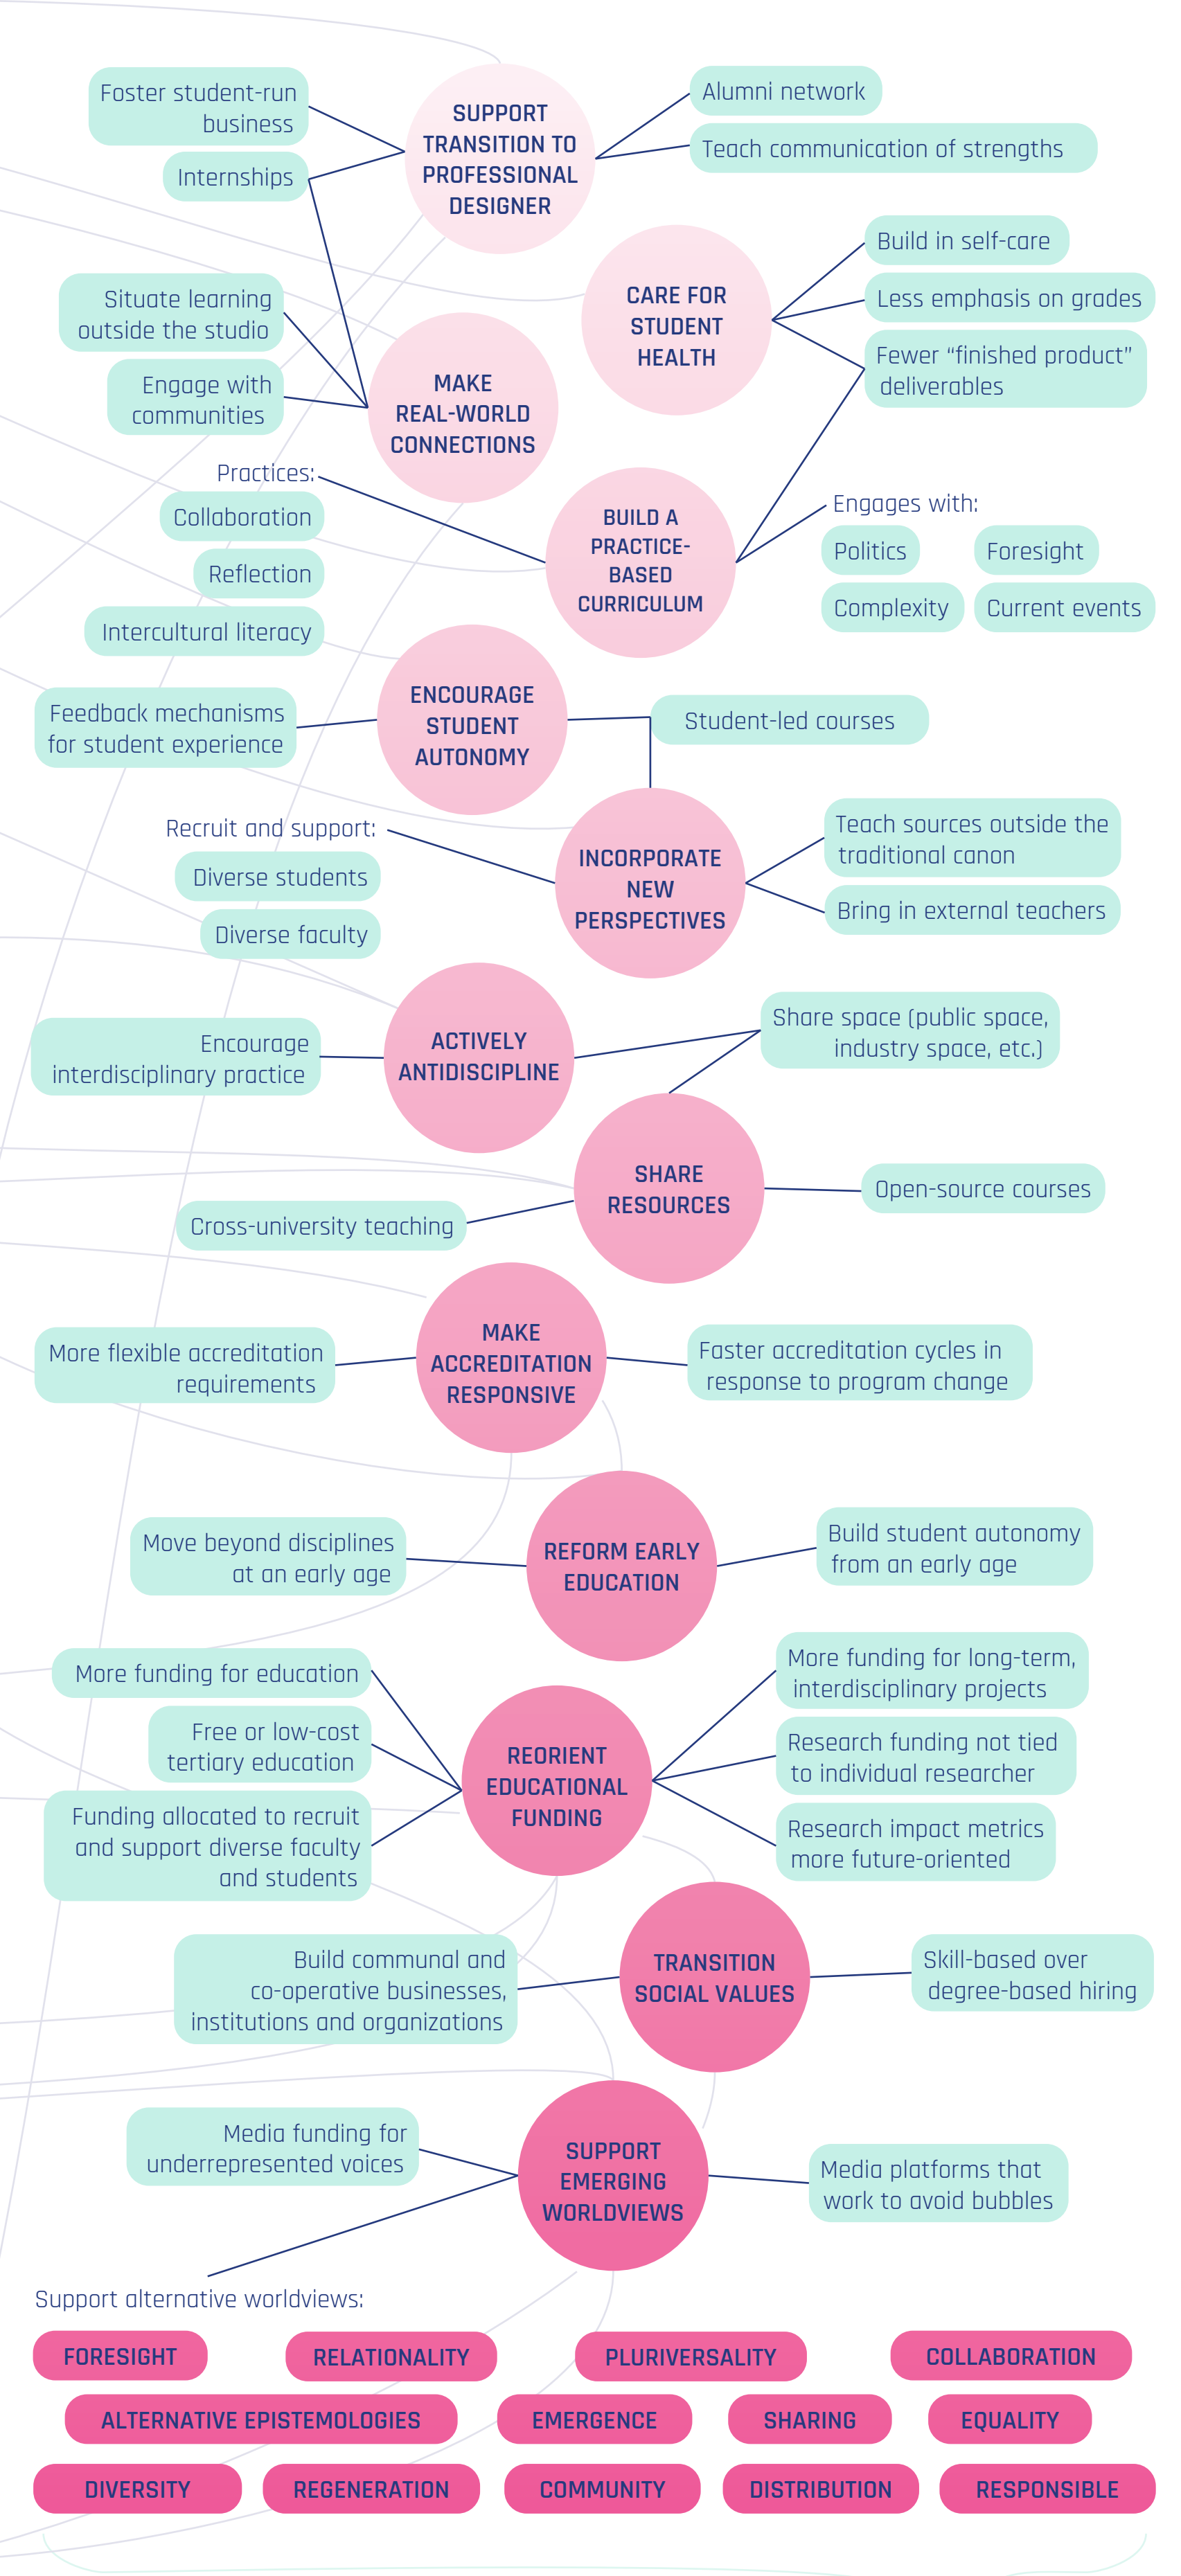 Foster student-run
business
Internships
SUPPORT
TRANSITION TO
PROFESSIONAL
DESIGNER
Alumni network
Teach communication of strengths
Situate learning
outside the studio
Engage with
communities
MAKE
REAL-WORLD
CONNECTIONS
CARE FOR
STUDENT
HEALTH
Build in self-care
Less emphasis on grades
Fewer “finished product”
deliverables
Practices:
Collaboration
Reflection
Intercultural literacy
BUILD A
PRACTICE-
BASED
CURRICULUM
Engages with:
Politics
Foresight
Complexity
Current events
Feedback mechanisms
for student experience
ENCOURAGE
STUDENT
AUTONOMY
Student-led courses
Recruit and support:
Diverse students
Diverse faculty
INCORPORATE
NEW
PERSPECTIVES
Teach sources outside the
traditional canon
Bring in external teachers
Encourage
interdisciplinary practice
ACTIVELY
ANTIDISCIPLINE
Share space (public space,
industry space, etc.)
Cross-university teaching
SHARE
RESOURCES
Open-source courses
More flexible accreditation
requirements
MAKE
ACCREDITATION
RESPONSIVE
Faster accreditation cycles in
response to program change
Move beyond disciplines
at an early age
REFORM EARLY
EDUCATION
Build student autonomy
from an early age
More funding for education
Free or low-cost
tertiary education
Funding allocated to recruit
and support diverse faculty
and students
REORIENT
EDUCATIONAL
FUNDING
More funding for long-term,
interdisciplinary projects
Research funding not tied
to individual researcher
Research impact metrics
more future-oriented
Build communal and
co-operative businesses,
institutions and organizations
TRANSITION
SOCIAL VALUES
Skill-based over
degree-based hiring
Media funding for
underrepresented voices
SUPPORT
EMERGING
WORLDVIEWS
Media platforms that
work to avoid bubbles
Support alternative worldviews:
FORESIGHT
RELATIONALITY
PLURIVERSALITY
COLLABORATION
ALTERNATIVE EPISTEMOLOGIES
EMERGENCE
SHARING
EQUALITY
DIVERSITY
REGENERATION
COMMUNITY
DISTRIBUTION
RESPONSIBLE